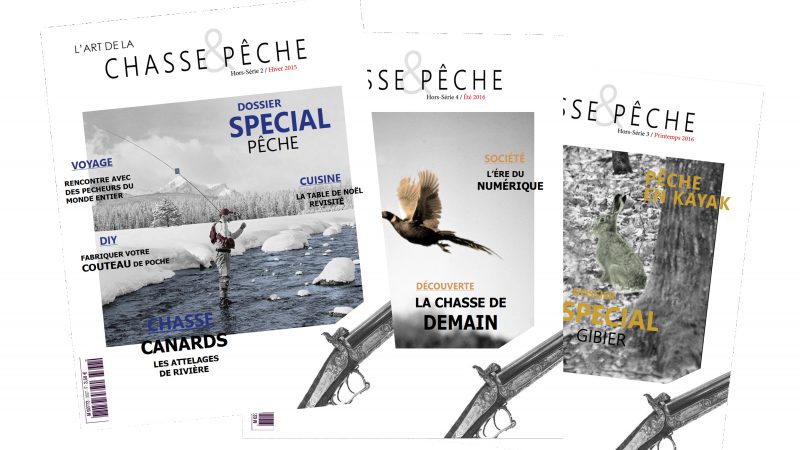 L'ART DE LA
CHASSE & PÊCHE
Hors-Série 2 / Hiver 2015
DOSSIER
SPECIAL
PÊCHE
VOYAGE
RENCONTRE AVEC
DES PECHEURS DU
MONDE ENTIER
CUISINE
LA TABLE DE NOËL
REVISITÉ
DIY
FABRIQUER VOTRE
COUTEAU DE POCHE
CHASSE
CANARDS
LES ATTELAGES
DE RIVIÈRE
SSE & PÊCHE
Hors-Série 4 / Été 2016
SOCIÉTÉ
L'ÉRE DU
NUMÉRIQUE
DÉCOUVERTE
LA CHASSE DE
DEMAIN
SSE & PÊCHE
Hors-Série 3 / Printemps 2016
PÊCHE
EN KAYAK
DOSSIER
SPECIAL
GIBIER